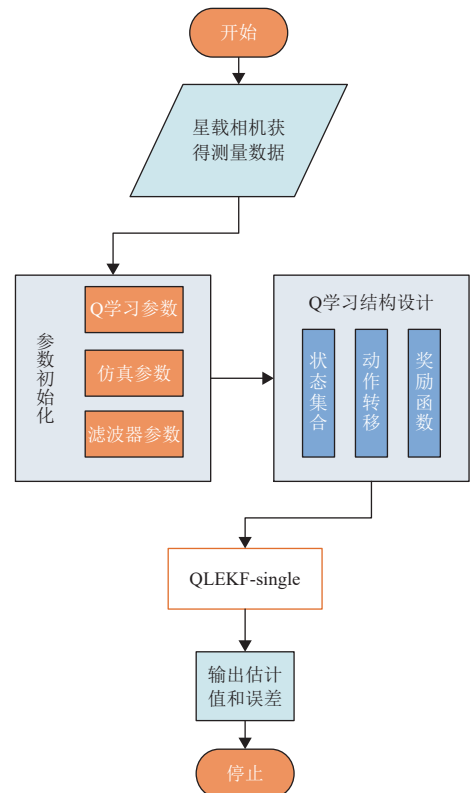 开始
星载相机获
得测量数据
参数初始化
Q学习参数
仿真参数
滤波器参数
Q学习结构设计
状态集合
动作转移
奖励函数
QLEKF-single
输出估计
值和误差
停止